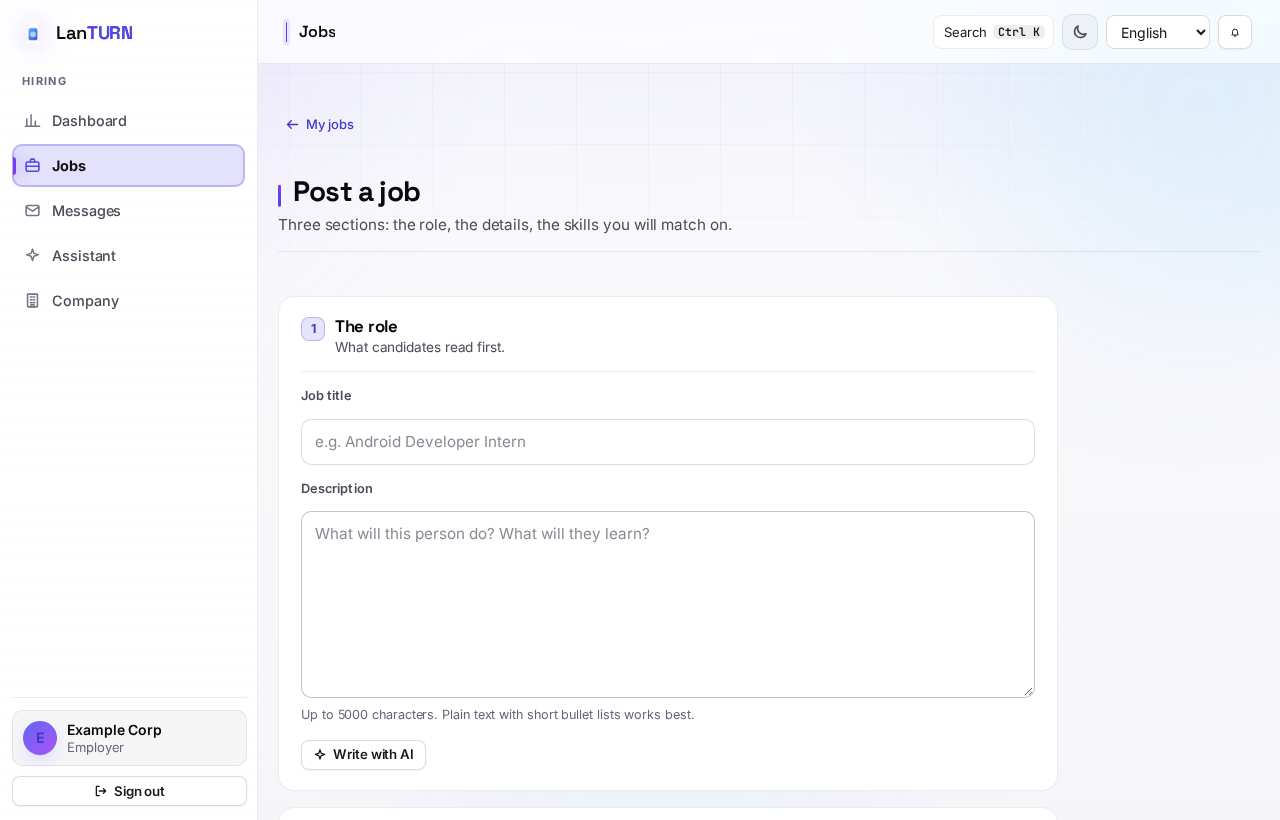 LanTURN
HIRING
Dashboard
Jobs
Messages
Assistant
Company
E
Example Corp
Employer
Sign out
Jobs
Search Ctrl K
English
My jobs
Post a job
Three sections: the role, the details, the skills you will match on.
1
The role
What candidates read first.
Job title
e.g. Android Developer Intern
Description
What will this person do? What will they learn?
Up to 5000 characters. Plain text with short bullet lists works best.
Write with AI